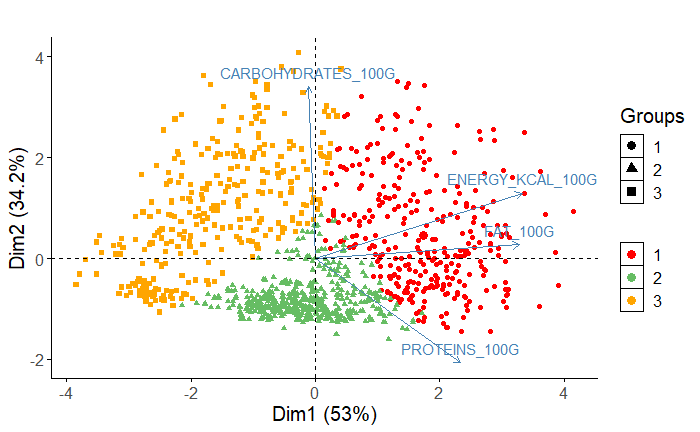 CARBOHYDRATES_100G
ENERGY_KCAL_100G
FAT_100G
PROTEINS_100G
Dim2 (34.2%)
4
2
0
-2
-4
-2
0
2
4
Dim1 (53%)
Groups
1
2
3
1
2
3